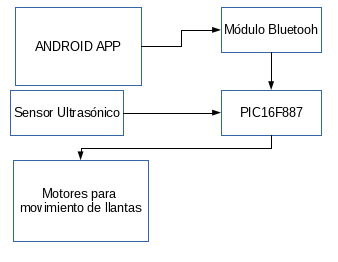 ANDROID APP
Módulo Bluetooh
Sensor Ultrasónico
PIC16F887
Motores para
movimiento de llantas